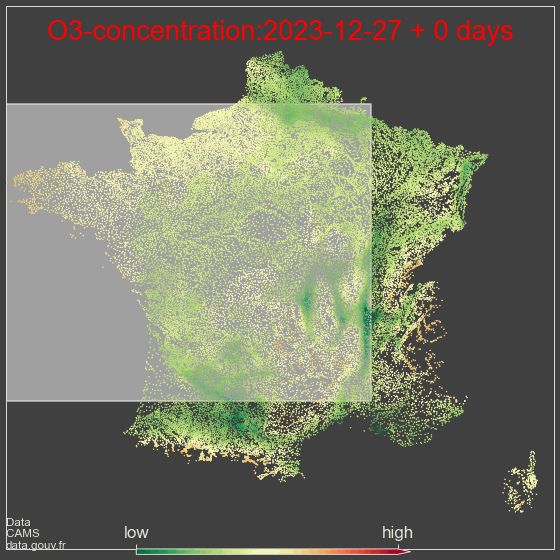 O3-concentration:2023-12-27 + 0 days
low high
Data
CAMS
data.gouv.fr